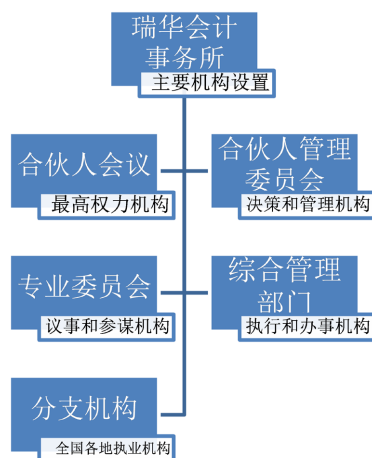 瑞华会计
事务所
主要机构设置
合伙人会议
最高权力机构
合伙人管理
委员会
决策和管理机构
专业委员会
议事和参谋机构
综合管理
部门
执行和办事机构
分支机构
全国各地执业机构